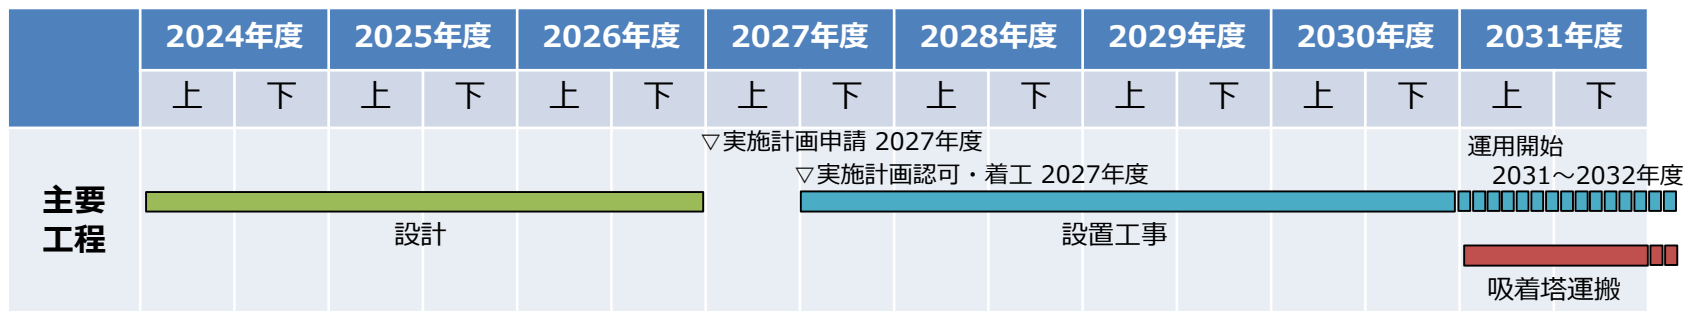 2024年度 2025年度 2026年度 2027年度 2028年度 2029年度 2030年度 2031年度
上 下 上 下 上 下 上 下 上 下 上 下 上 下 上 下
▽実施計画申請 2027年度
運用開始
▽実施計画認可・着工 2027年度
2031～2032年度
主要
工程
設計
設置工事
吸着塔運搬